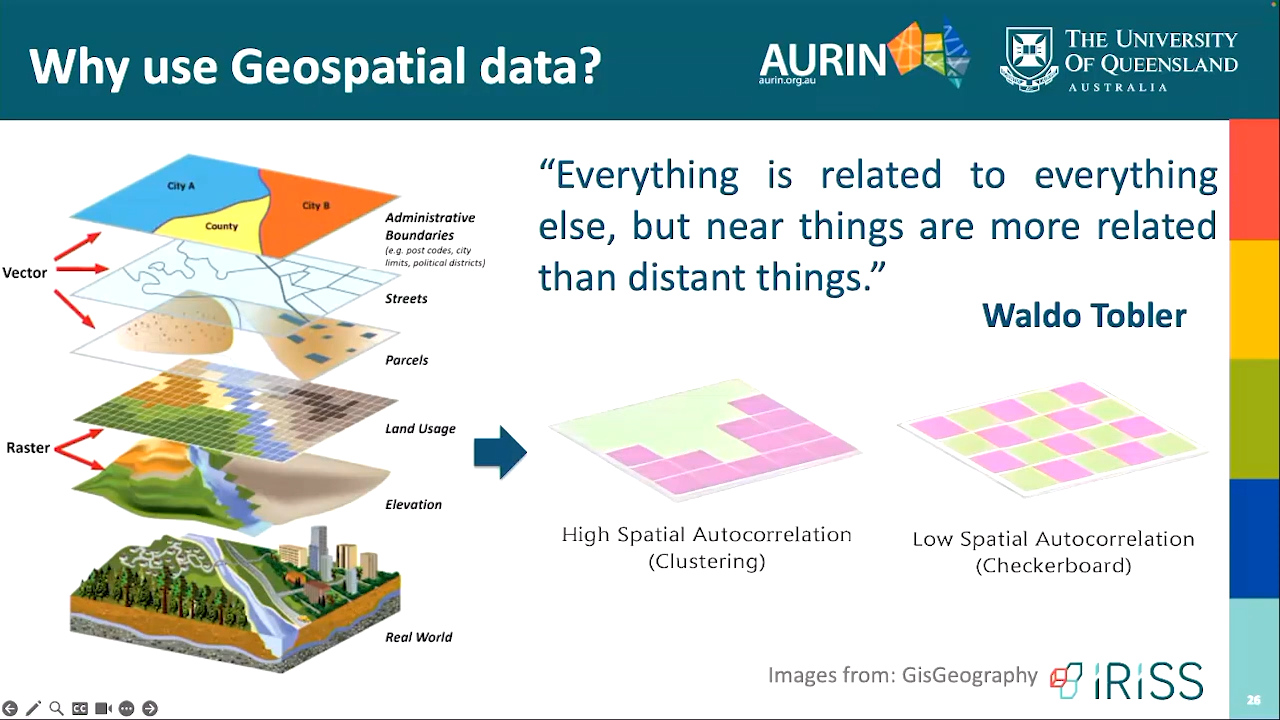 Why use Geospatial data?
AURIN
aurin.org.au
THE UNIVERSITY
OF QUEENSLAND
AUSTRALIA
City A
City B
County
Administrative
Boundaries
(e.g. post codes, city
limits, political districts)
Vector
Streets
Parcels
Land Usage
Raster
Elevation
Real World
“Everything is related to everything
else, but near things are more related
than distant things.”
Waldo Tobler
High Spatial Autocorrelation
(Clustering)
Low Spatial Autocorrelation
(Checkerboard)
Images from: GisGeography
iRiSS
26
CC